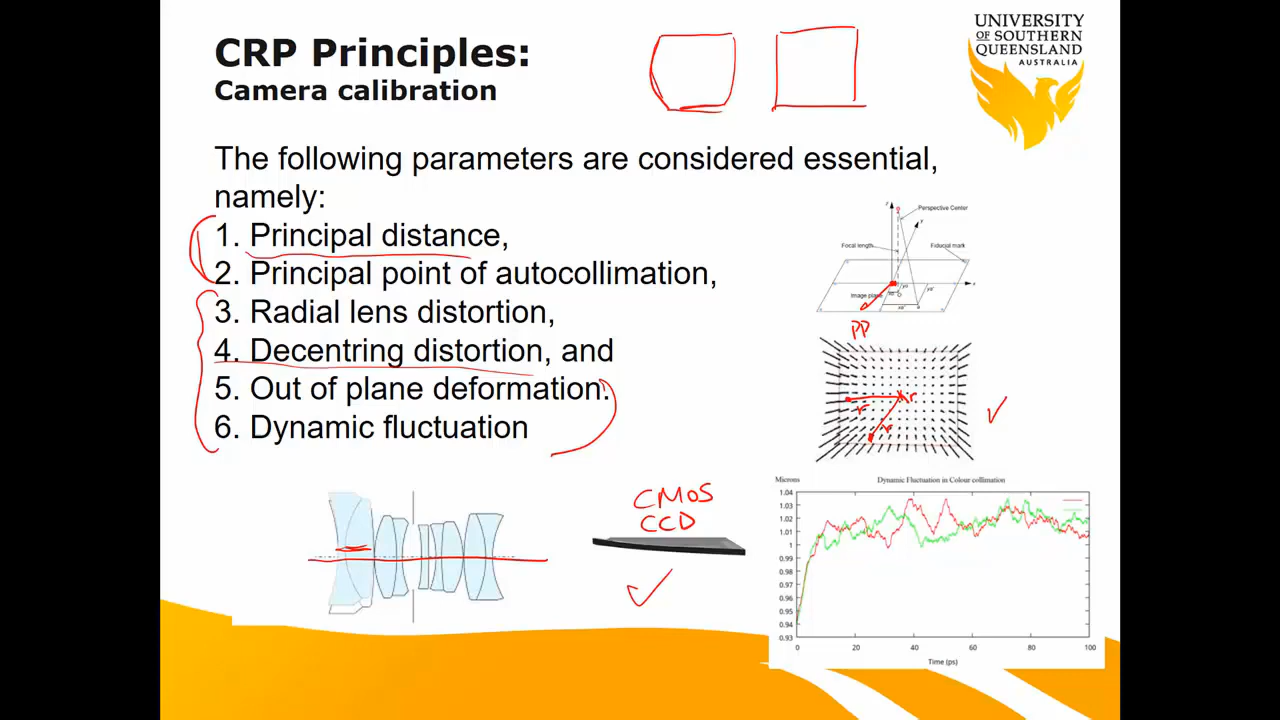 CRP Principles:
Camera calibration
UNIVERSITY
OF SOUTHERN
QUEENSLAND
AUSTRALIA
The following parameters are considered essential,
namely:
1. Principal distance,
2. Principal point of autocollimation,
3. Radial lens distortion,
4. Decentring distortion, and
5. Out of plane deformation.
6. Dynamic fluctuation
Perspective Center
Focal length
Fiducial mark
Image plane
PP
r
r
r
CMOS
CCD
Microns
Dynamic Fluctuation in Colour collimation
1.04
1.03
1.02
1.01
1
0.99
0.98
0.97
0.96
0.95
0.94
0.93
0 20 40 60 80 100
Time (ps)